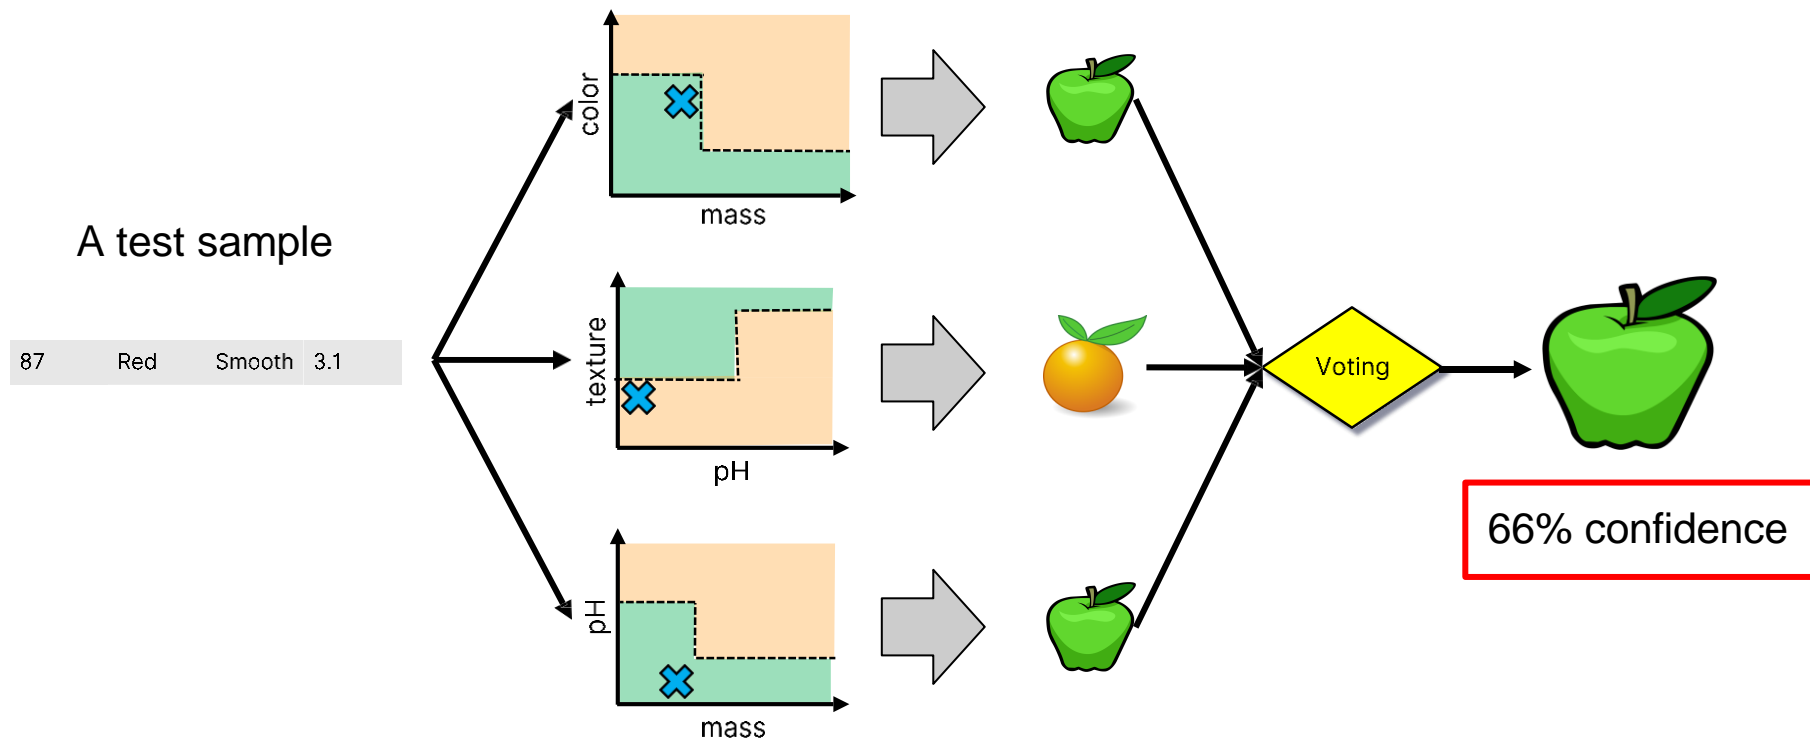 A test sample
87 Red Smooth 3.1
color
mass
texture
pH
pH
mass
Voting
66% confidence